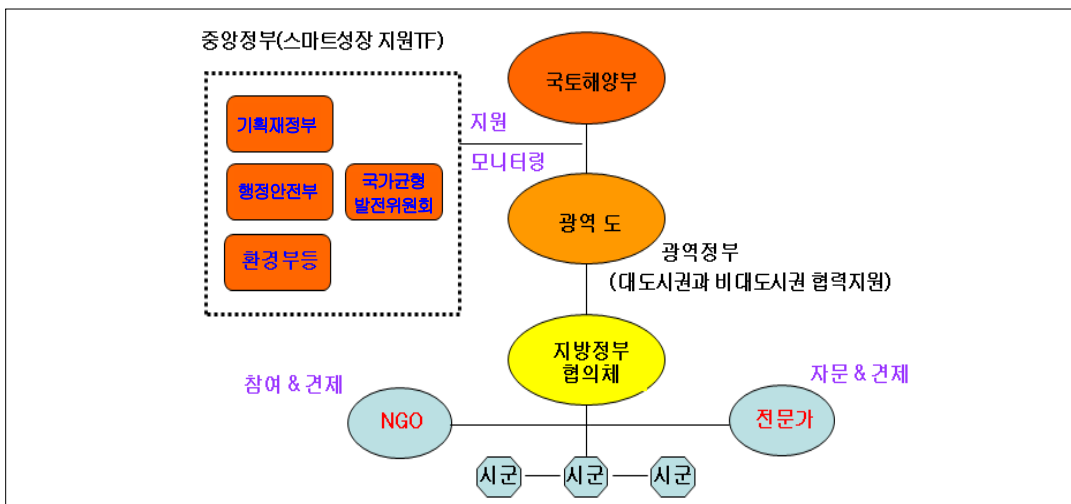 중앙정부(스마트성장 지원TF)
국토해양부
기획재정부
지원
모니터링
행정안전부
국가균형
발전위원회
환경부등
광역 도
광역정부
(대도시권과 비대도시권 협력지원)
지방정부
협의체
참여 & 견제
자문 & 견제
NGO
전문가
시군
시군
시군